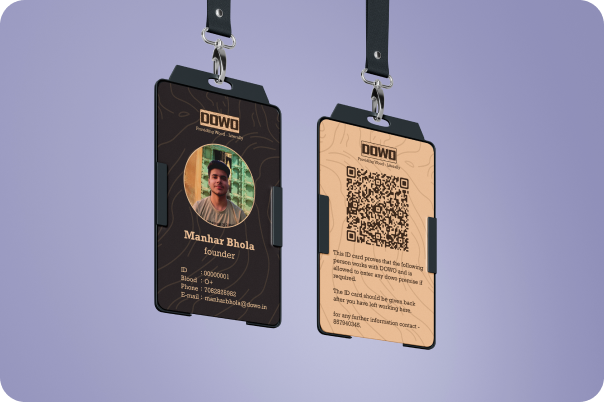 DOWO
Providing Wood - Literally
Manhar Bhola
founder
ID : 00000001
Blood : O+
Phone : 7082805983
E-mail : manharbhola@dowo.in
DOWO
Providing Wood - Literally
This ID card proves that the following
person works with DOWO and is
allowed to enter any dowo premise if
required.
The ID card should be given back
after you have left working here.
for any further information contact -
867940346.